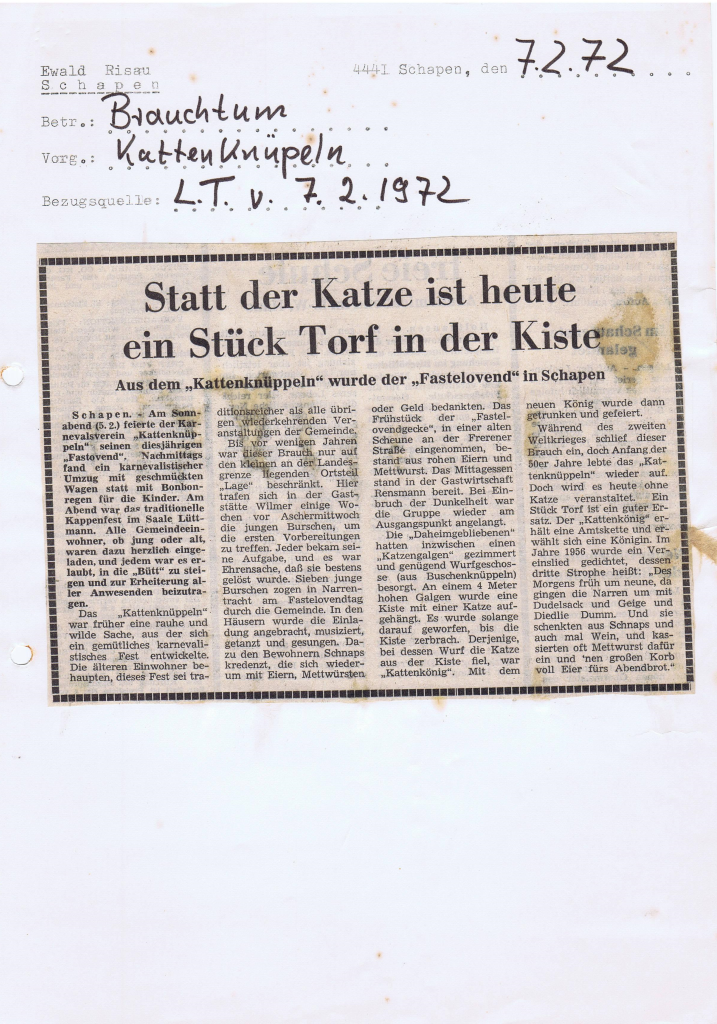 Ewald Risau
Schapen
4441 Schapen, den 7.2.72
Betr.: Brauchtum
Vorg.: Kattenknüpeln
Bezugsquelle: L.T. v. 7.2.1972
Statt der Katze ist heute
ein Stück Torf in der Kiste
Aus dem „Kattenknüppeln“ wurde der „Fastelovend“ in Schapen
Schapen. - Am Sonn-
abend (5. 2.) feierte der Kar-
nevalsverein „Kattenknüp-
peln“ seinen diesjährigen
„Fastovend“. Nachmittags
fand ein karnevalistischer
Umzug mit geschmückten
Wagen statt mit Bonbon-
regen für die Kinder. Am
Abend war das traditionelle
Kappenfest im Saale Lütt-
mann. Alle Gemeindeein-
wohner, ob jung oder alt,
waren dazu herzlich eingela-
den, und jedem war es er-
laubt, in die „Bütt“ zu stei-
gen und zur Erheiterung al-
ler Anwesenden beizutra-
gen.
Das „Kattenknüppeln“
war früher eine rauhe und
wilde Sache, aus der sich
ein gemütliches karnevali-
stisches Fest entwickelte.
Die älteren Einwohner be-
haupten, dieses Fest sei tra-
ditionsreicher als alle übri-
gen wiederkehrenden Ver-
anstaltungen der Gemeinde.
Bis vor wenigen Jahren
war dieser Brauch nur auf
den kleinen an der Landes-
grenze liegenden Ortsteil
„Lage“ beschränkt. Hier
trafen sich in der Gast-
stätte Wilmer einige Wo-
chen vor Aschermittwoch
die jungen Burschen, um
die ersten Vorbereitungen
zu treffen. Jeder bekam sei-
ne Aufgabe, und es war
Ehrensache, daß sie bestens
gelöst wurde. Sieben junge
Burschen zogen in Narren-
tracht am Fastelovendtag
durch die Gemeinde. In den
Häusern wurde die Einla-
dung angebracht, musiziert,
getanzt und gesungen. Da-
zu den Bewohnern Schnaps
kredenzt, die sich wieder-
um mit Eiern, Mettwürsten
oder Geld bedankten. Das
Frühstück der „Fastel-
ovendgecke“, in einer alten
Scheune an der Frerener
Straße eingenommen, be-
stand aus rohen Eiern und
Mettwurst. Das Mittagessen
stand in der Gastwirtschaft
Rensmann bereit. Bei Ein-
bruch der Dunkelheit war
die Gruppe wieder am
Ausgangspunkt angelangt.
Die „Daheimgebliebenen“
hatten inzwischen einen
„Katzengalgen“ gezimmert
und genügend Wurfgescho-
sse (aus Buschenknüppeln)
besorgt. An einem 4 Meter
hohen Galgen wurde eine
Kiste mit einer Katze auf-
gehängt. Es wurde solange
darauf geworfen, bis die
Kiste zerbrach. Derjenige,
bei dessen Wurf die Katze
aus der Kiste fiel, war
„Kattenkönig“. Mit dem
neuen König wurde dann
getrunken und gefeiert.
Während des zweiten
Weltkrieges schlief dieser
Brauch ein, doch Anfang der
50er Jahre lebte das „Kat-
tenknüppeln“ wieder auf.
Doch wird es heute ohne
Katze veranstaltet. Ein
Stück Torf ist ein guter Er-
satz. Der „Kattenkönig“ er-
hält eine Amtskette und er-
wählt sich eine Königin. Im
Jahre 1956 wurde ein Ver-
einslied gedichtet, dessen
dritte Strophe heißt: „Des
Morgens früh um neune, da
gingen die Narren um mit
Dudelsack und Geige und
Diedlie Dumm. Und sie
schenkten aus Schnaps und
auch mal Wein, und kas-
sierten oft Mettwurst dafür
ein und 'nen großen Korb
voll Eier fürs Abendbrot.“